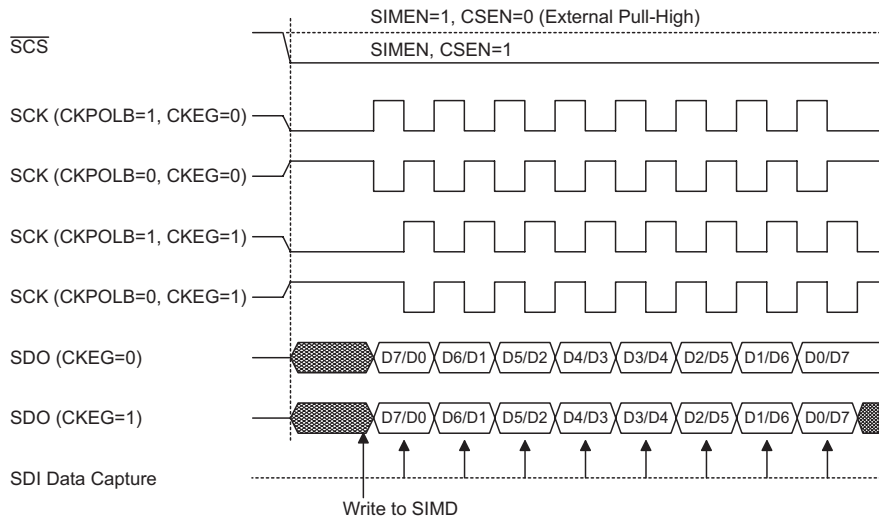 SIMEN=1, CSEN=0 (External Pull-High)
SCS
SIMEN, CSEN=1
SCK (CKPOLB=1, CKEG=0)
SCK (CKPOLB=0, CKEG=0)
SCK (CKPOLB=1, CKEG=1)
SCK (CKPOLB=0, CKEG=1)
SDO (CKEG=0) D7/D0 D6/D1 D5/D2 D4/D3 D3/D4 D2/D5 D1/D6 D0/D7
SDO (CKEG=1) D7/D0 D6/D1 D5/D2 D4/D3 D3/D4 D2/D5 D1/D6 D0/D7
SDI Data Capture
Write to SIMD